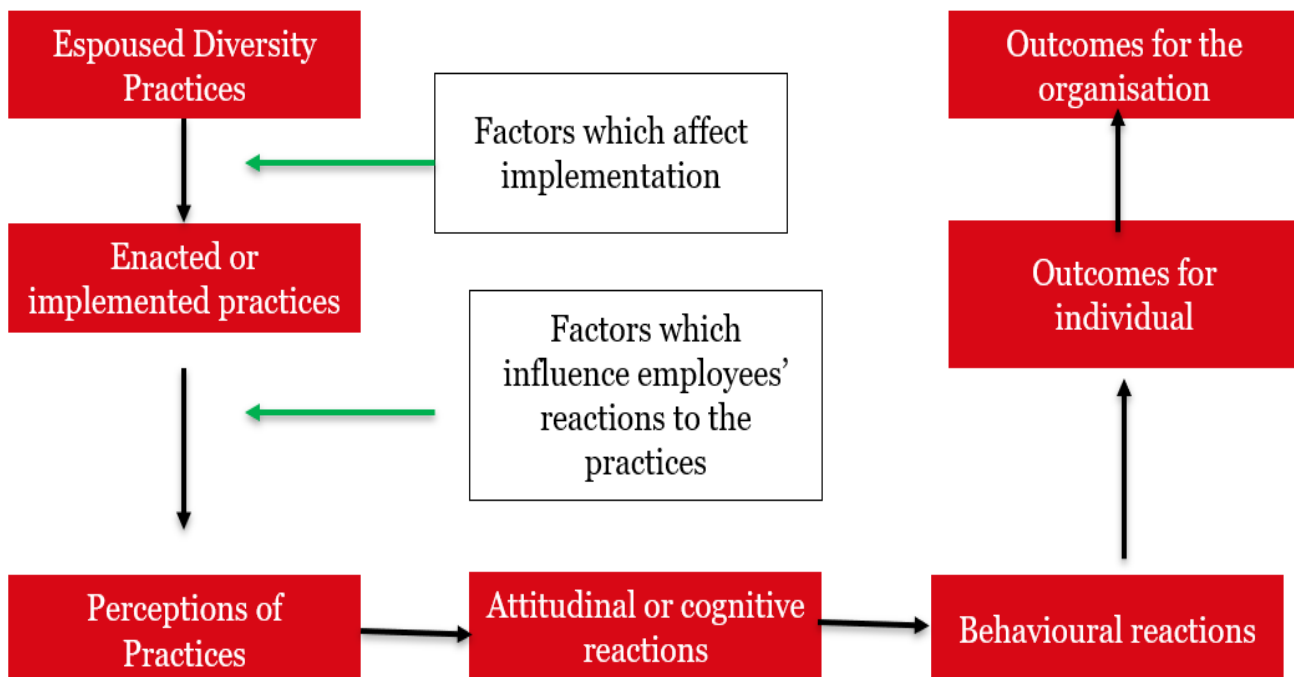 Espoused Diversity
Practices
Factors which affect
implementation
Enacted or
implemented practices
Factors which
influence employees’
reactions to the
practices
Perceptions of
Practices
Attitudinal or cognitive
reactions
Behavioural reactions
Outcomes for
individual
Outcomes for the
organisation